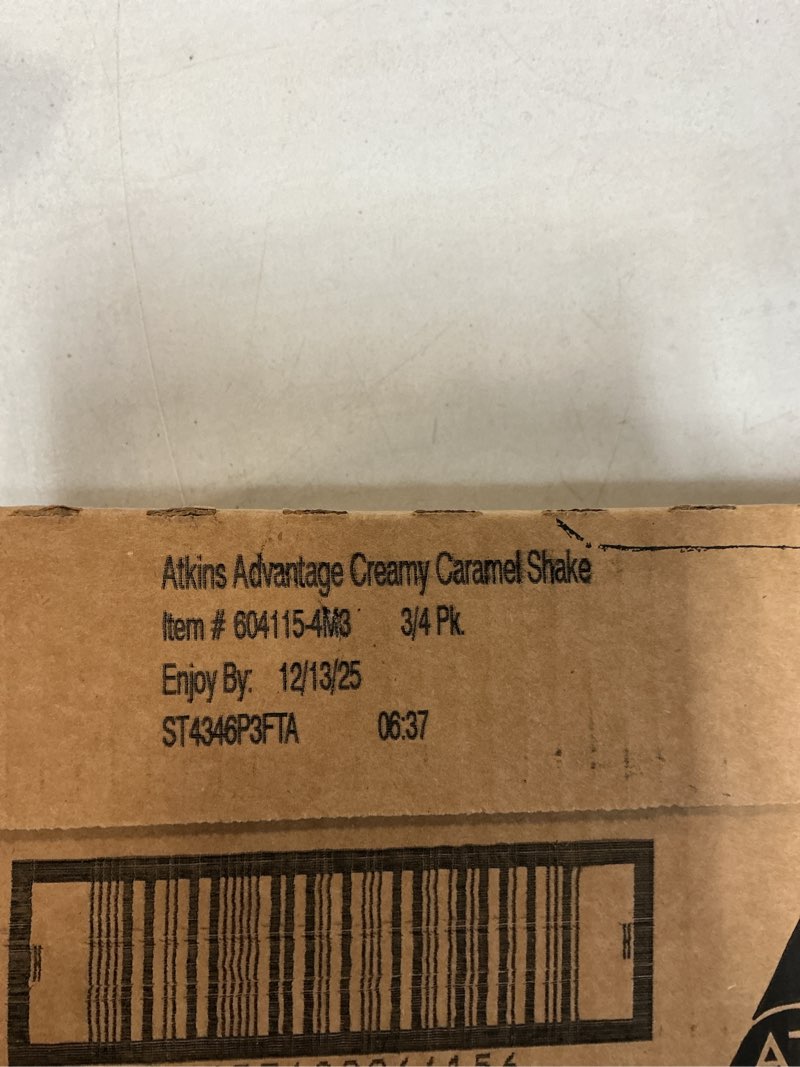 Atkins Advantage Creamy Caramel Shake
Item # 604115-4M3 3/4 Pk.
Enjoy By: 12/13/25
ST4346P3FTA 06:37
H H